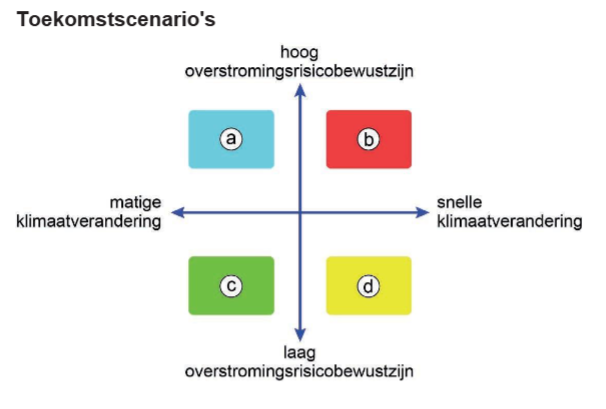 Toekomstscenario's
hoog
overstromingsrisicobewustzijn
a
b
matige
klimaatverandering
snelle
klimaatverandering
c
d
laag
overstromingsrisicobewustzijn